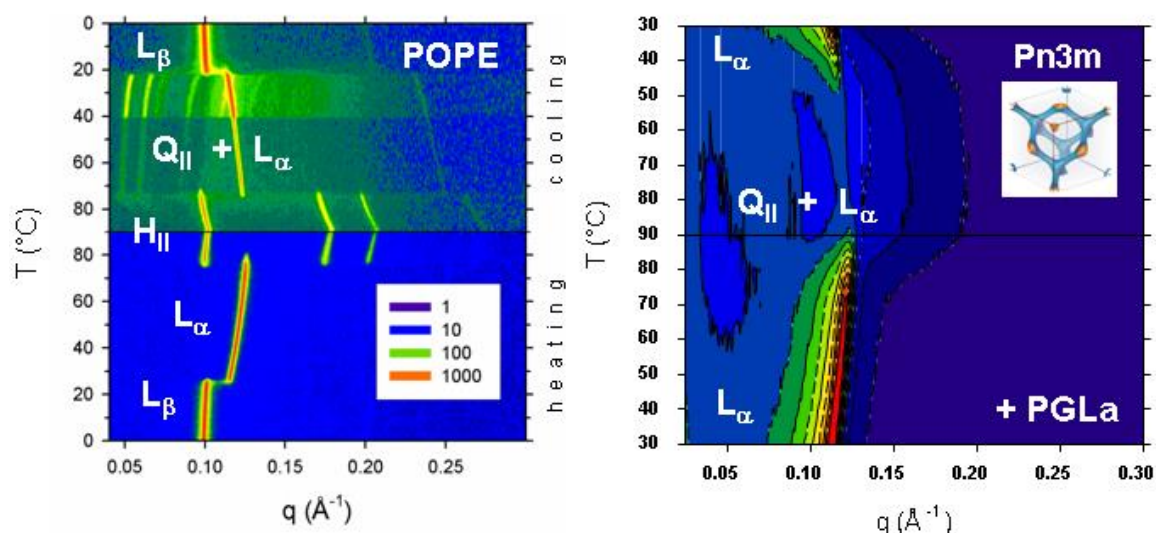 0
20
40
60
80
80
60
40
20
0
T (°C)
Lβ
POPE
QII + Lα
HII
Lα
Lβ
1
10
100
1000
cooling
heating
0.05 0.10 0.15 0.20 0.25
q (Å⁻¹)
30
40
50
60
70
80
90
80
70
60
50
40
30
T (°C)
Lα
Pn3m
QII + Lα
Lα
+ PGLa
0.05 0.10 0.15 0.20 0.25 0.30
q (Å⁻¹)